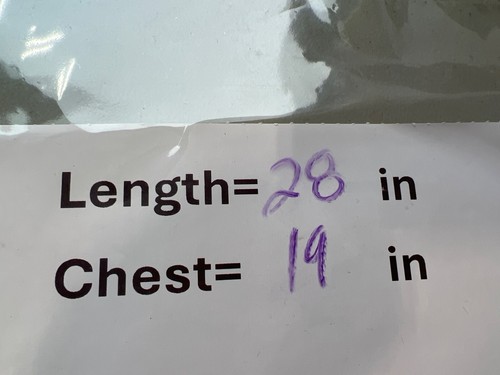 Length= 28 in
Chest= 19 in